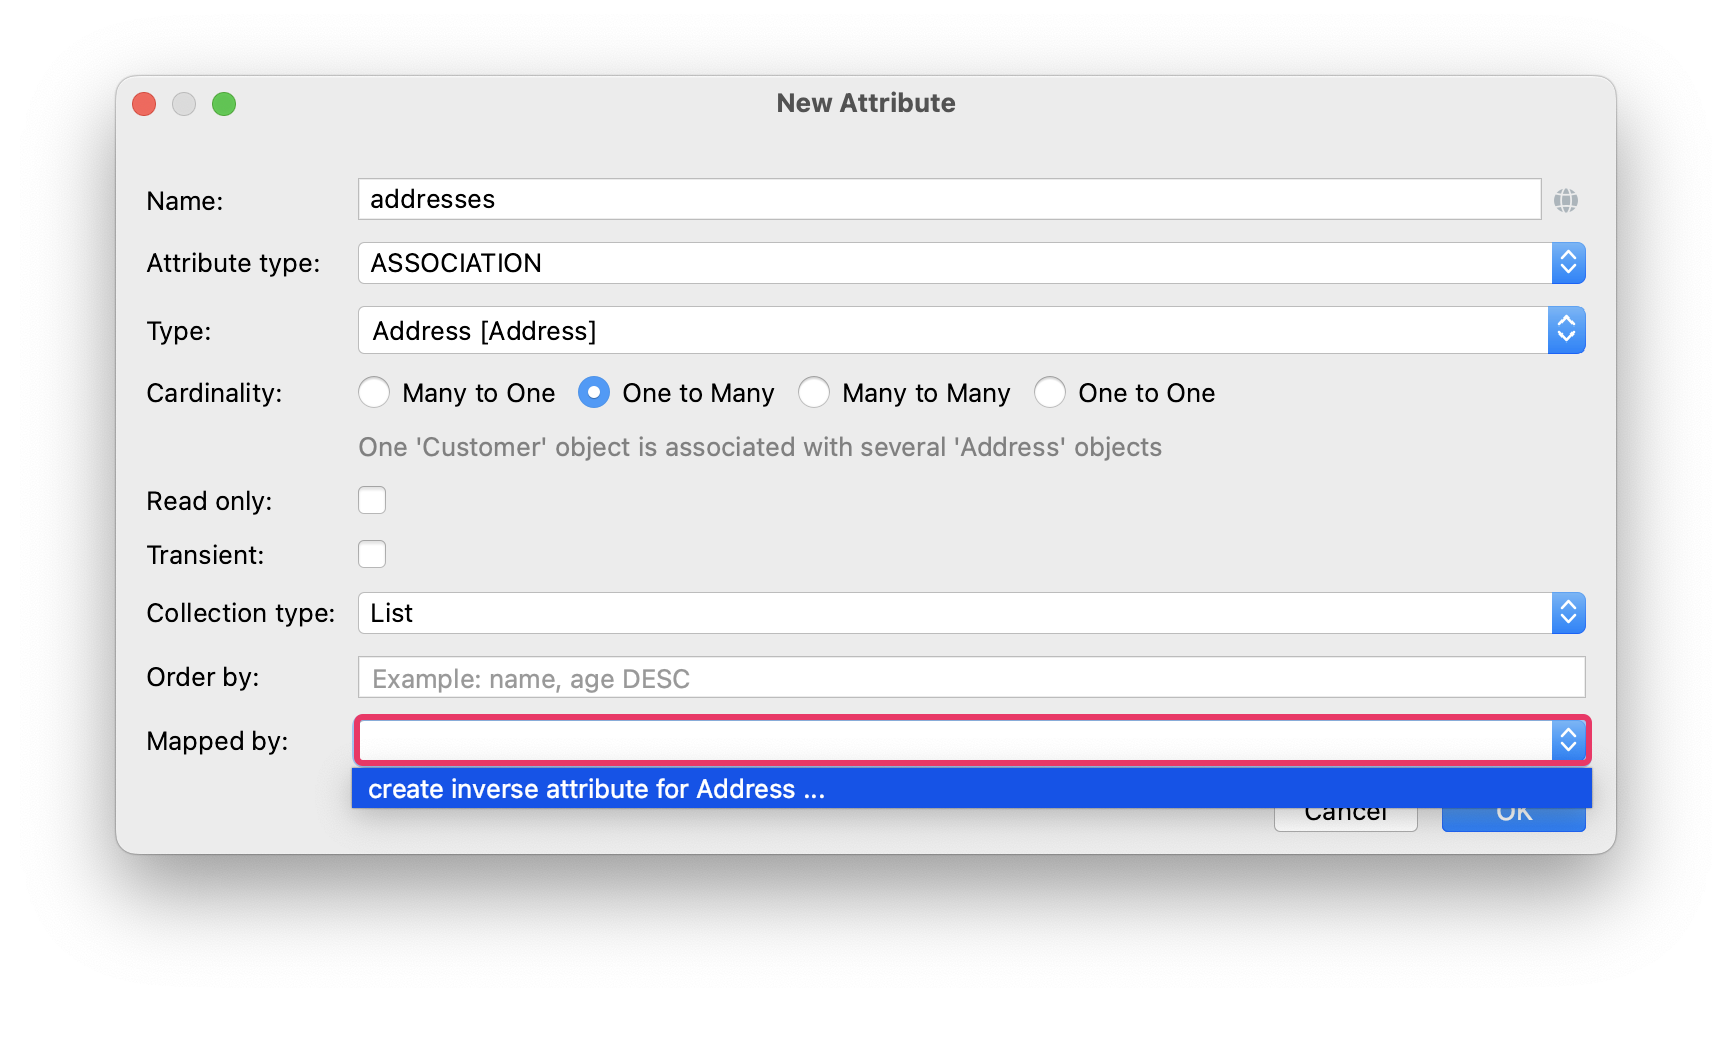 New Attribute
Name: addresses
Attribute type: ASSOCIATION
Type: Address [Address]
Cardinality: Many to One One to Many Many to Many One to One
One 'Customer' object is associated with several 'Address' objects
Read only:
Transient:
Collection type: List
Order by: Example: name, age DESC
Mapped by:
create inverse attribute for Address ...
Cancel OK